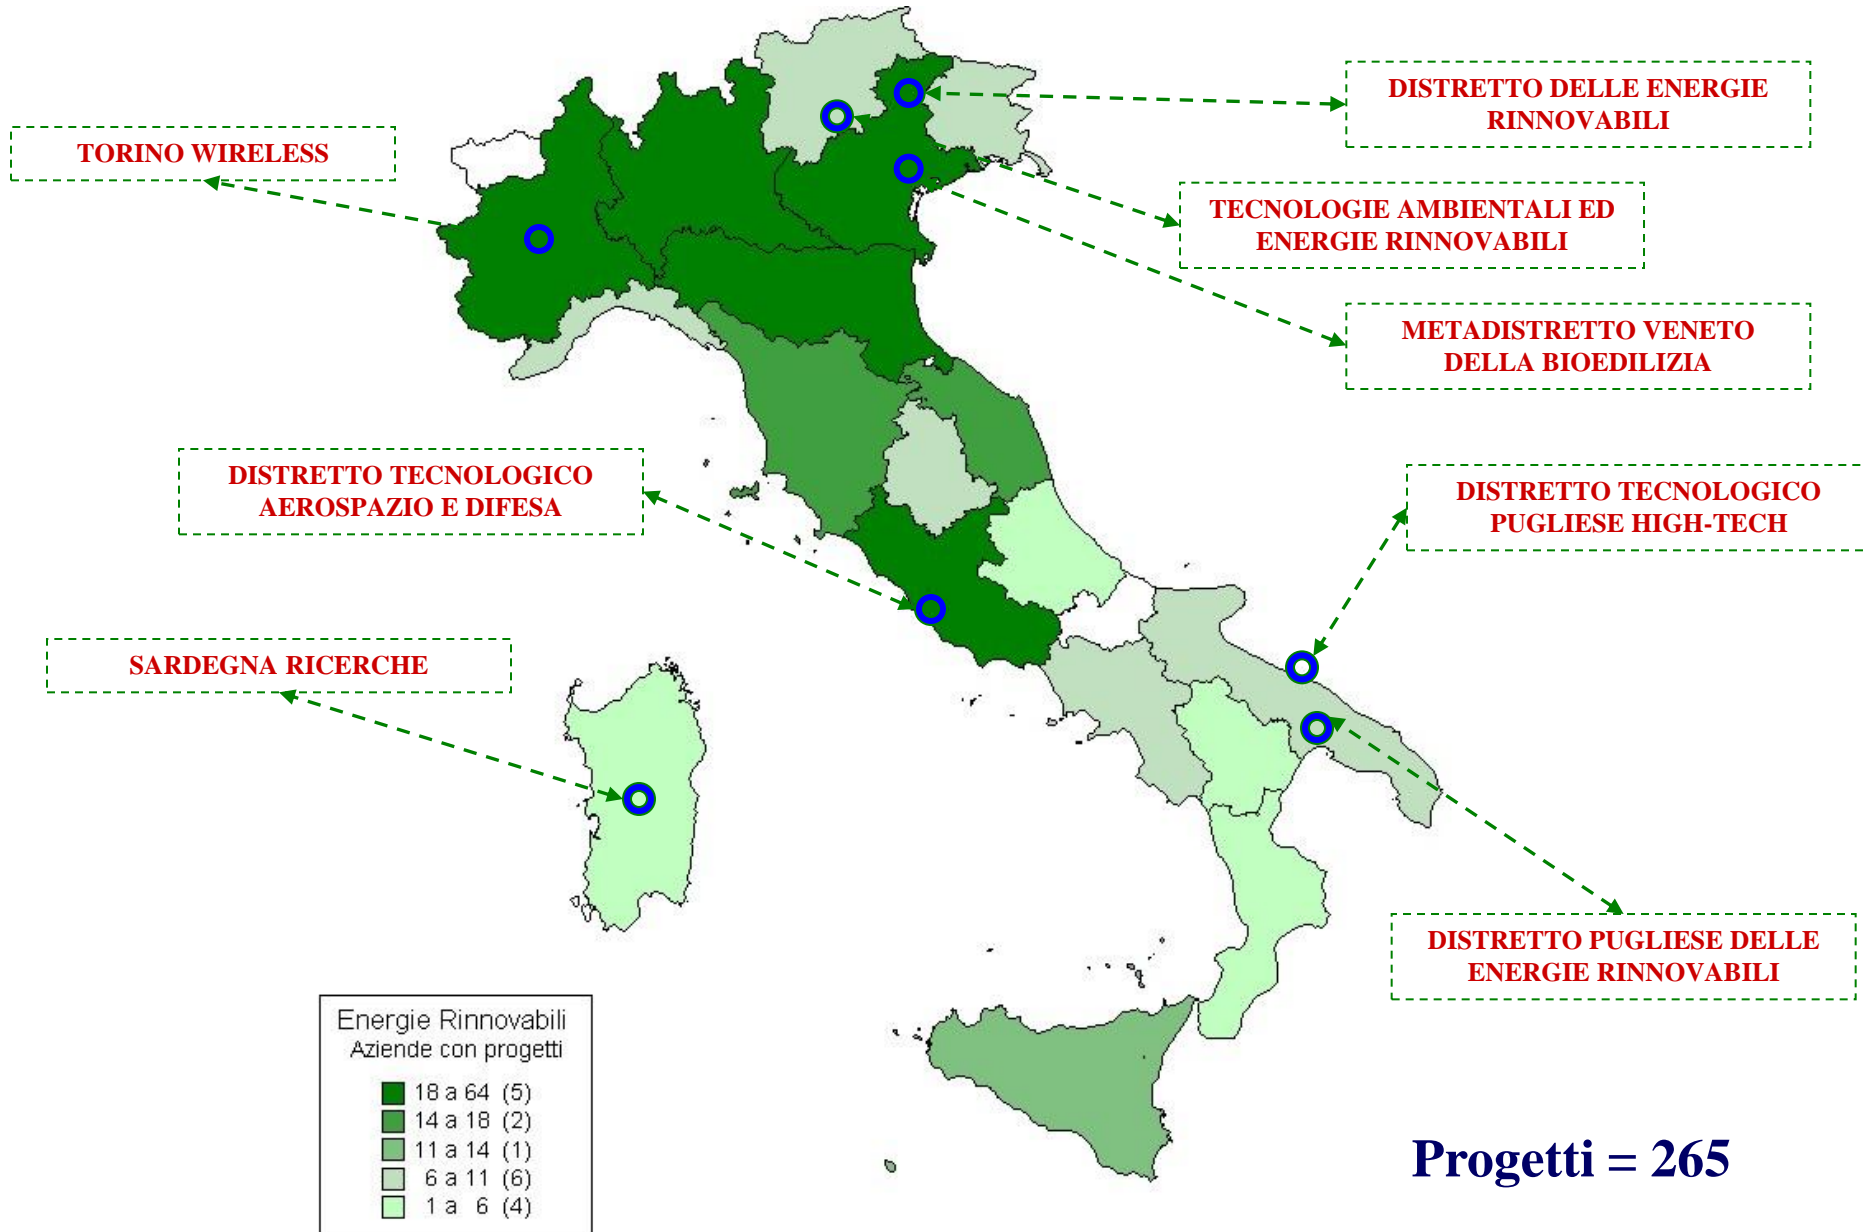 DISTRETTO DELLE ENERGIE
RINNOVABILI
TORINO WIRELESS
TECNOLOGIE AMBIENTALI ED
ENERGIE RINNOVABILI
METADISTRETTO VENETO
DELLA BIOEDILIZIA
DISTRETTO TECNOLOGICO
AEROSPAZIO E DIFESA
DISTRETTO TECNOLOGICO
PUGLIESE HIGH-TECH
SARDEGNA RICERCHE
DISTRETTO PUGLIESE DELLE
ENERGIE RINNOVABILI
Energie Rinnovabili
Aziende con progetti
18 a 64 (5)
14 a 18 (2)
11 a 14 (1)
6 a 11 (6)
1 a 6 (4)
Progetti = 265